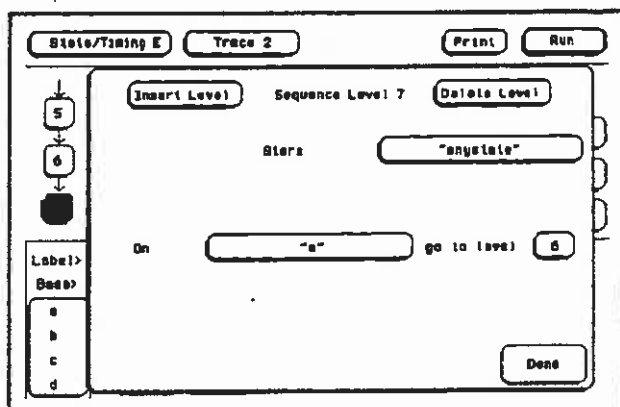 State/Timing E Trace 2 Print Run
Insert Level Sequence Level 7 Delete Level
5
Store "anystate"
6
On "a" go to level 6
Label>
Base>
a
b
c
Done
d